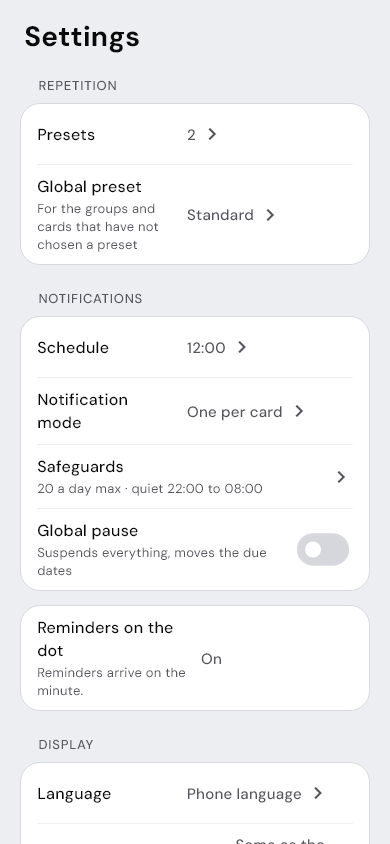 Settings
REPETITION
Presets
2
Global preset
For the groups and
cards that have not
chosen a preset
Standard
NOTIFICATIONS
Schedule
12:00
Notification
mode
One per card
Safeguards
20 a day max · quiet 22:00 to 08:00
Global pause
Suspends everything, moves the due
dates
Reminders on the
dot
Reminders arrive on the
minute.
On
DISPLAY
Language
Phone language
Same as the